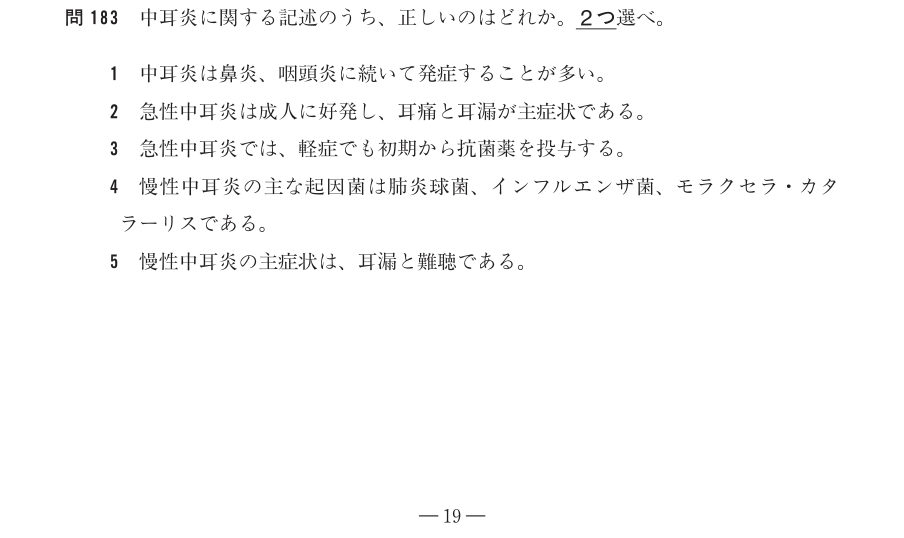 問 183　中耳炎に関する記述のうち、正しいのはどれか。２つ選べ。
1　中耳炎は鼻炎、咽頭炎に続いて発症することが多い。
2　急性中耳炎は成人に好発し、耳痛と耳漏が主症状である。
3　急性中耳炎では、軽症でも初期から抗菌薬を投与する。
4　慢性中耳炎の主な起因菌は肺炎球菌、インフルエンザ菌、モラクセラ・カタ
ラーリスである。
5　慢性中耳炎の主症状は、耳漏と難聴である。
— 19 —